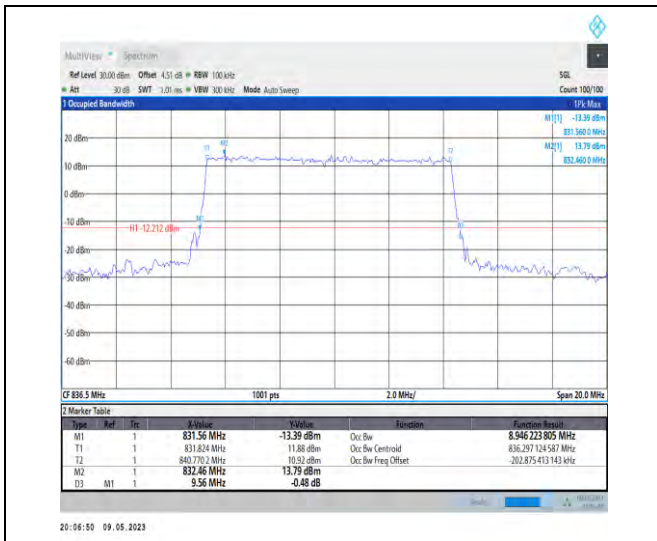 MultiView Spectrum
Ref Level 30.00 dBm Offset 4.51 dB RBW 100 kHz SGL
Att 30 dB SWT 1.01 ms VBW 300 kHz Mode Auto Sweep Count 100/100
1 Occupied Bandwidth 1Pk Max
M1[1] -13.39 dBm
831.560 0 MHz
M2[1] 13.79 dBm
832.460 0 MHz
20 dBm
T1 M2 T2
10 dBm
0 dBm
-10 dBm
M1
H1 -12.212 dBm
-20 dBm
-30 dBm
-40 dBm
-50 dBm
-60 dBm
CF 836.5 MHz 1001 pts 2.0 MHz/ Span 20.0 MHz
2 Marker Table
Type Ref Trc X-Value Y-Value Function Function Result
M1 1 831.56 MHz -13.39 dBm Occ Bw 8.946 223 805 MHz
T1 1 831.824 MHz 11.88 dBm Occ Bw Centroid 836.297 124 587 MHz
T2 1 840.770 2 MHz 10.92 dBm Occ Bw Freq Offset -202.875 413 143 kHz
M2 1 832.46 MHz 13.79 dBm
D3 M1 1 9.56 MHz -0.48 dB
20:06:50 09.05.2023